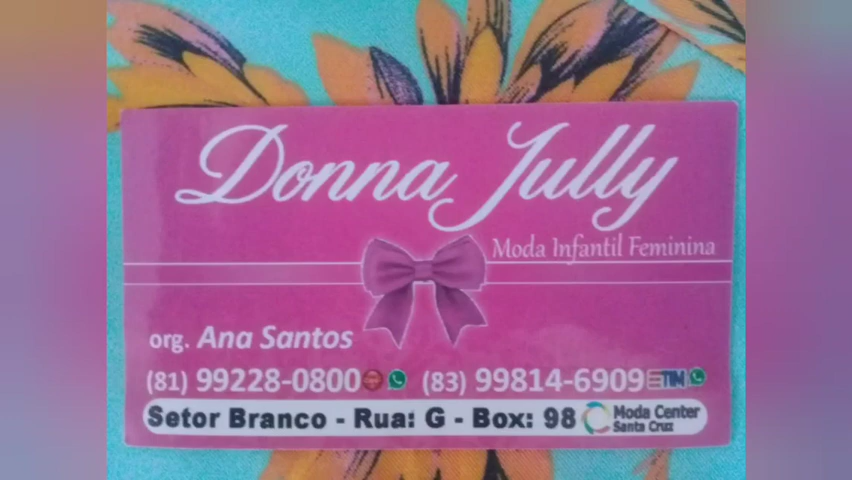 Donna Jully
Moda Infantil Feminina
org. Ana Santos
(81) 99228-0800 (83) 99814-6909 TIM
Setor Branco - Rua: G - Box: 98 Moda Center
Santa Cruz